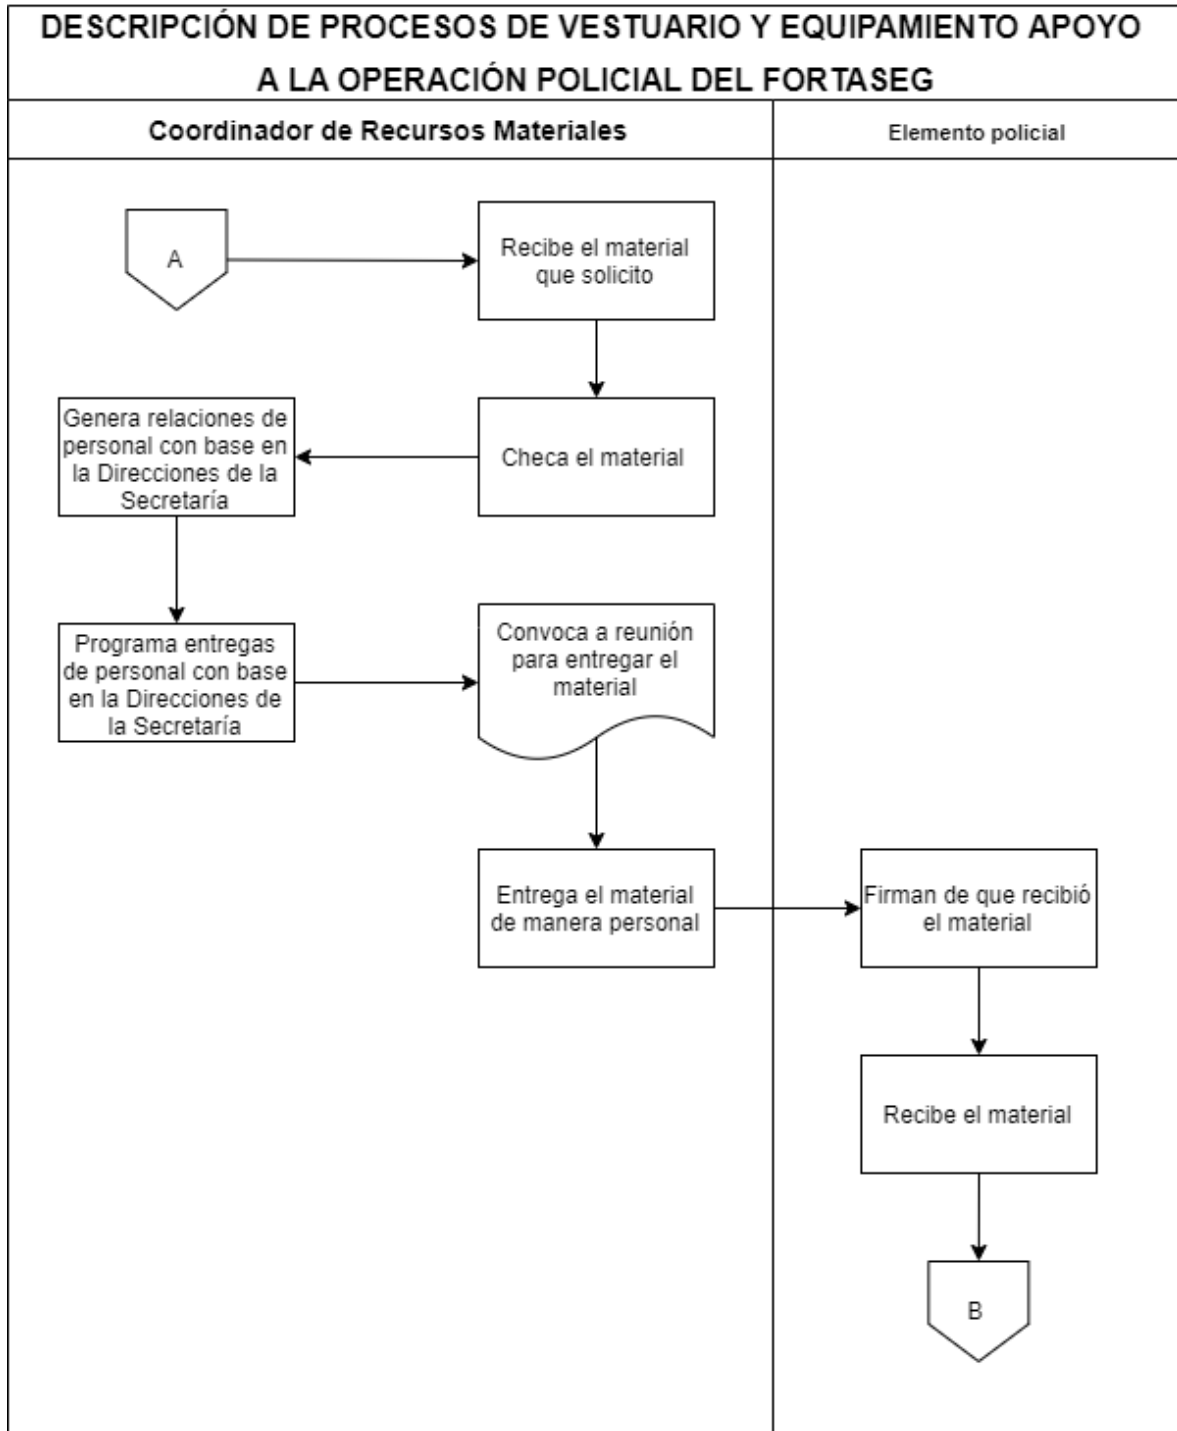 DESCRIPCIÓN DE PROCESOS DE VESTUARIO Y EQUIPAMIENTO APOYO
A LA OPERACIÓN POLICIAL DEL FORTASEG
Coordinador de Recursos Materiales
Elemento policial
A
Recibe el material
que solicito
Genera relaciones de
personal con base en
la Direcciones de la
Secretaría
Checa el material
Programa entregas
de personal con base
en la Direcciones de
la Secretaría
Convoca a reunión
para entregar el
material
Entrega el material
de manera personal
Firman de que recibió
el material
Recibe el material
B